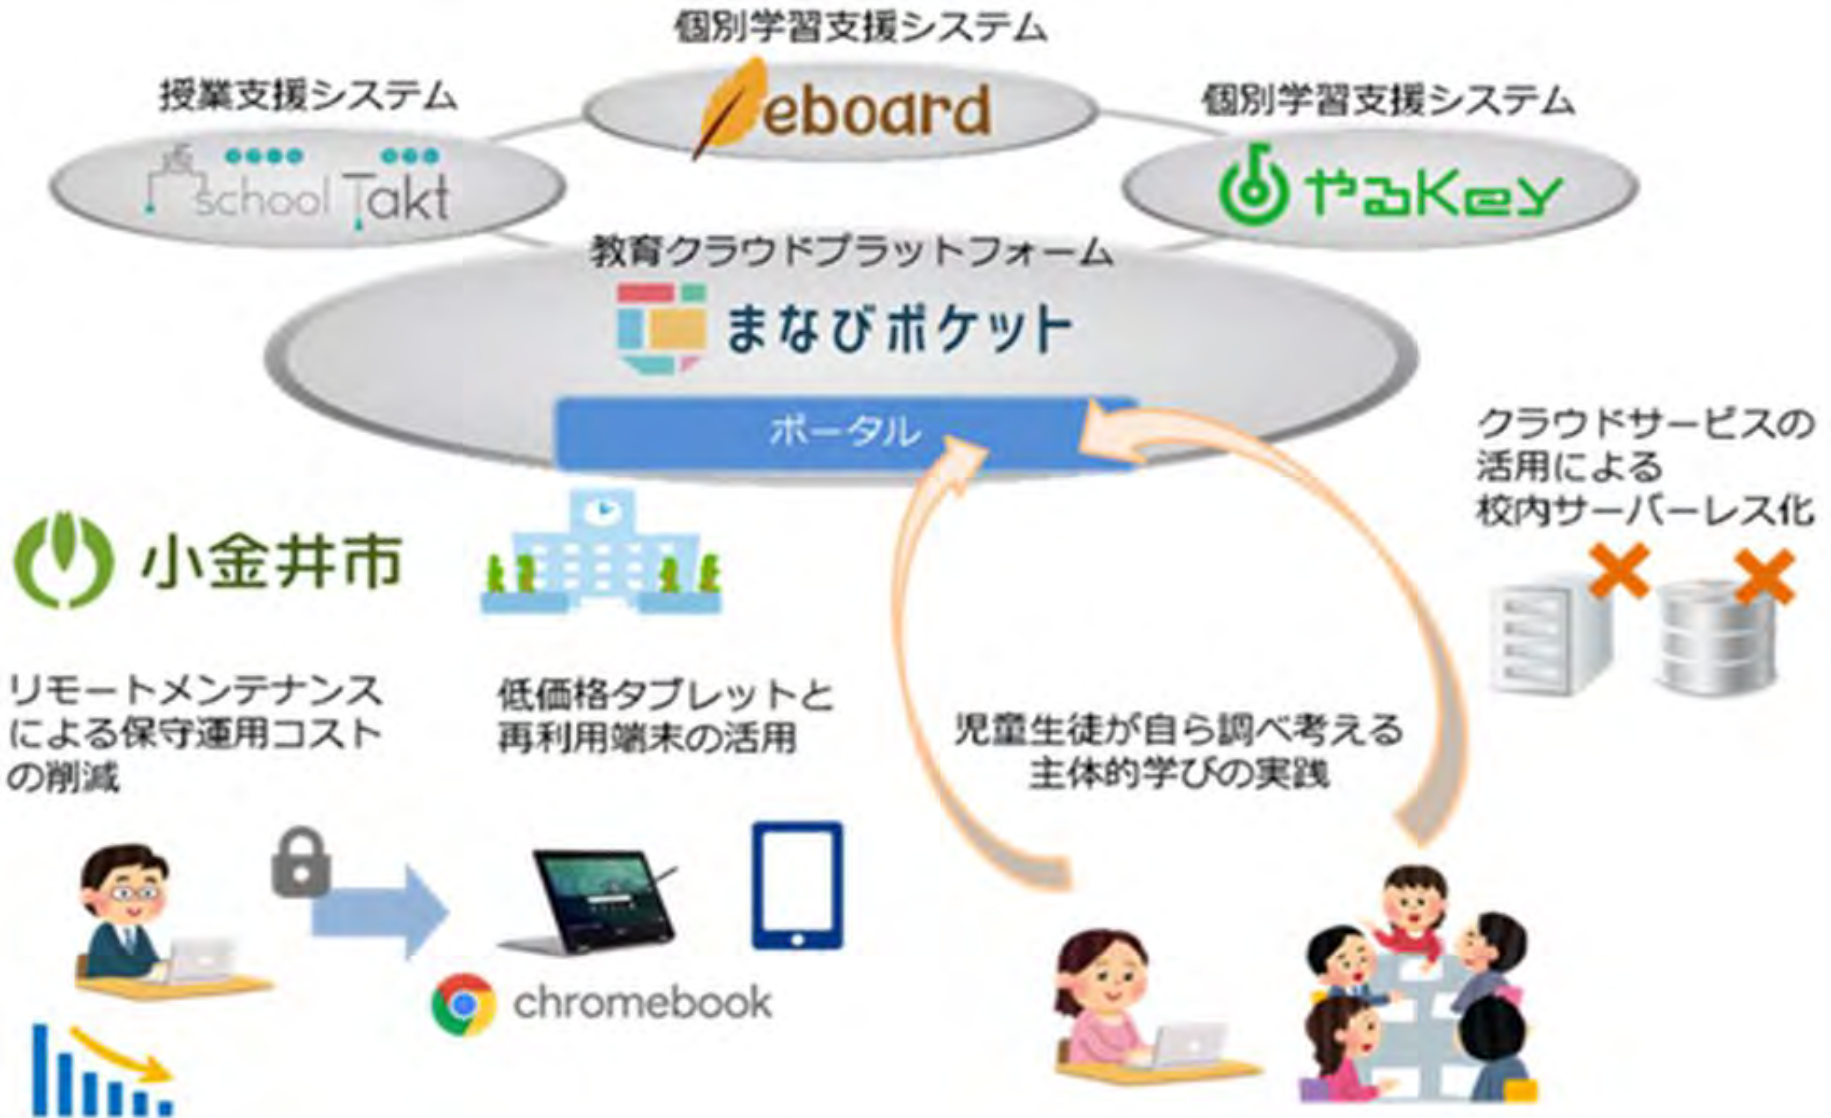 個別学習支援システム
eboard
授業支援システム
school Takt
個別学習支援システム
やるKey
教育クラウドプラットフォーム
まなびポケット
ポータル
クラウドサービスの
活用による
校内サーバーレス化
小金井市
リモートメンテナンス
による保守運用コスト
の削減
低価格タブレットと
再利用端末の活用
児童生徒が自ら調べ考える
主体的学びの実践
chromebook